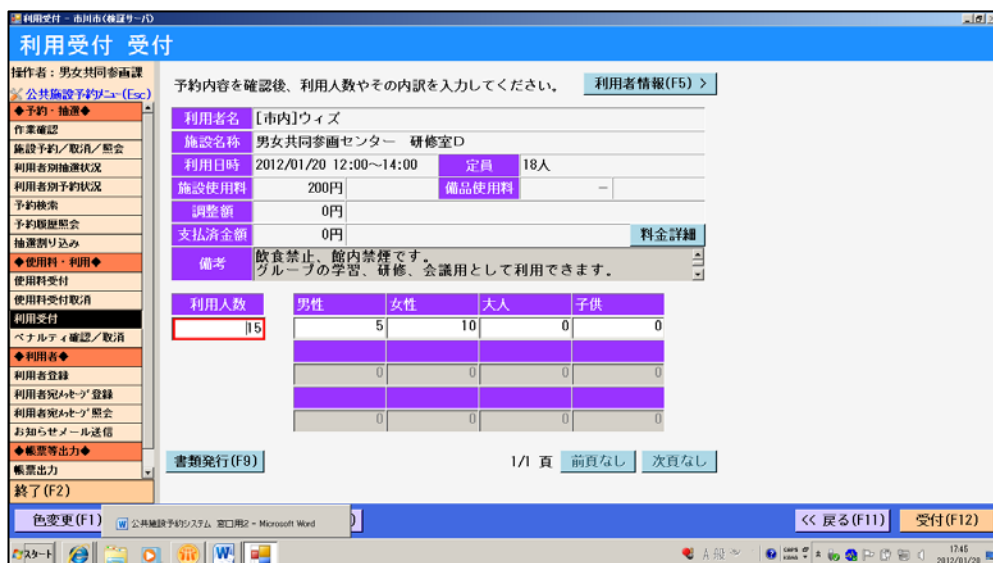 利用受付 - 市川市(検証サーバ)
利用受付 受付
操作者：男女共同参画課
公共施設予約メニュー(Esc)
◆予約・抽選◆
作業確認
施設予約／取消／照会
利用者別抽選状況
利用者別予約状況
予約検索
予約履歴照会
抽選割り込み
◆使用料・利用◆
使用料受付
使用料受付取消
利用受付
ペナルティ確認／取消
◆利用者◆
利用者登録
利用者宛メッセージ登録
利用者宛メッセージ照会
お知らせメール送信
◆帳票等出力◆
帳票出力
終了(F2)
予約内容を確認後、利用人数やその内訳を入力してください。
利用者情報(F5) >
利用者名 [市内]ウィズ
施設名称 男女共同参画センター 研修室D
利用日時 2012/01/20 12:00～14:00 定員 18人
施設使用料 200円 備品使用料 －
調整額 0円
支払済金額 0円 料金詳細
備考 飲食禁止、館内禁煙です。
グループの学習、研修、会議用として利用できます。
利用人数 男性 女性 大人 子供
15 5 10 0 0
0 0 0 0
0 0 0 0
書類発行(F9) 1/1 頁 前頁なし 次頁なし
色変更(F1) 公共施設予約システム 窓口用2 - Microsoft Word ) << 戻る(F11) 受付(F12)
スタート A 般 CAPS KANA 17:45
2012/01/20